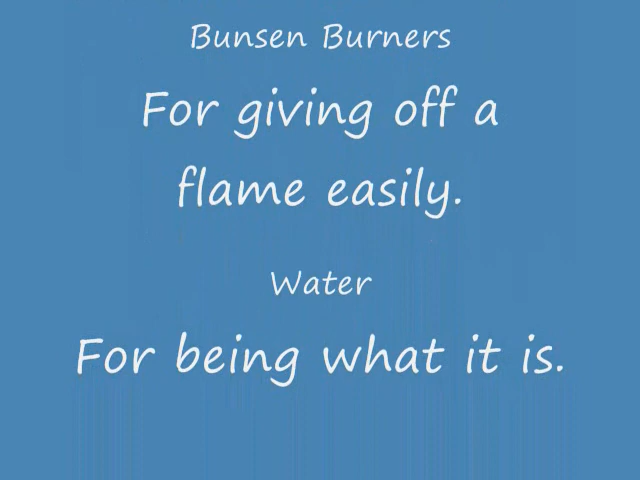 Bunsen Burners
For giving off a
flame easily.
Water
For being what it is.